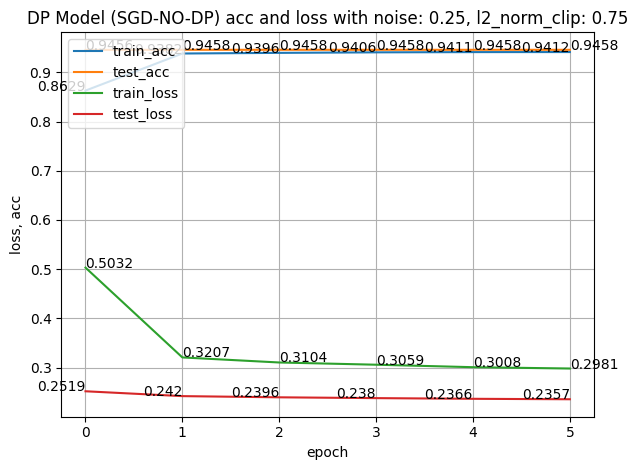 DP Model (SGD-NO-DP) acc and loss with noise: 0.25, l2_norm_clip: 0.75
0.9458 0.9396 0.9458 0.9406 0.9458 0.9411 0.9458 0.9412 0.9458
train_acc
test_acc
train_loss
test_loss
0.8629
0.5032
0.3207 0.3104 0.3059 0.3008 0.2981
0.2519 0.242 0.2396 0.238 0.2366 0.2357
0.9
0.8
0.7
0.6
0.5
0.4
0.3
loss, acc
0 1 2 3 4 5
epoch